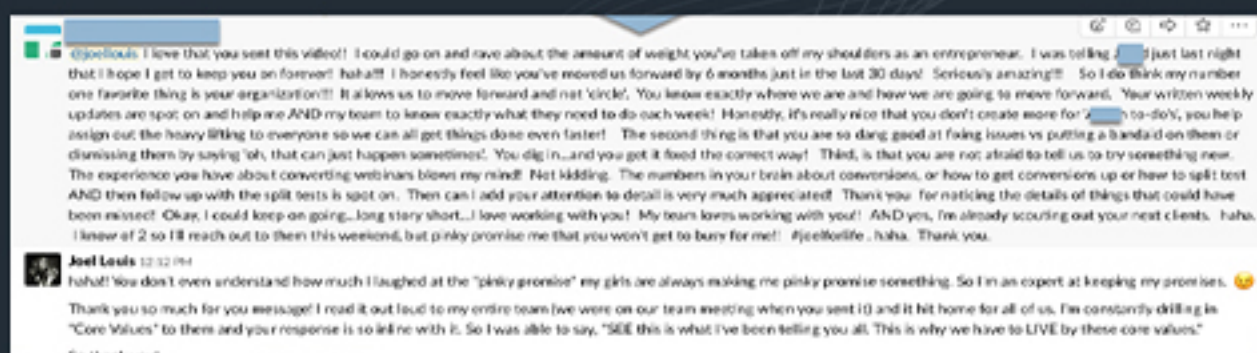 @joellouis I love that you sent this video!! I could go on and rave about the amount of weight you've taken off my shoulders as an entrepreneur. I was telling just last night
that I hope I get to keep you on forever! haha!!! I honestly feel like you've moved us forward by 6 months just in the last 30 days! Seriously amazing!!! So I do think my number
one favorite thing is your organization!!! It allows us to move forward and not 'circle'. You know exactly where we are and how we are going to move forward. Your written weekly
updates are spot on and help me AND my team to know exactly what they need to do each week! Honestly, it's really nice that you don't create more for to-do's', you help
assign out the heavy lifting to everyone so we can all get things done even faster! The second thing is that you are so dang good at fixing issues vs putting a bandaid on them or
dismissing them by saying 'oh, that can just happen sometimes'. You dig in...and you get it fixed the correct way! Third, is that you are not afraid to tell us to try something new.
The experience you have about converting webinars blows my mind! Not kidding. The numbers in your brain about conversions, or how to get conversions up or how to split test
AND then follow up with the split tests is spot on. Then can I add your attention to detail is very much appreciated! Thank you for noticing the details of things that could have
been missed! Okay, I could keep on going...long story short...I love working with you! My team loves working with you!! AND yes, I'm already scouting out your next clients. haha.
I know of 2 so I'll reach out to them this weekend, but pinky promise me that you won't get to busy for me!! #joelforlife . haha. Thank you.
Joel Louis 12:12 PM
haha!! You don't even understand how much I laughed at the "pinky promise" my girls are always making me pinky promise something. So I'm an expert at keeping my promises.
Thank you so much for you message! I read it out loud to my entire team (we were on our team meeting when you sent it) and it hit home for all of us. I'm constantly drilling in
"Core Values" to them and your response is so inline with it. So I was able to say, "SEE this is what I've been telling you all. This is why we have to LIVE by these core values."